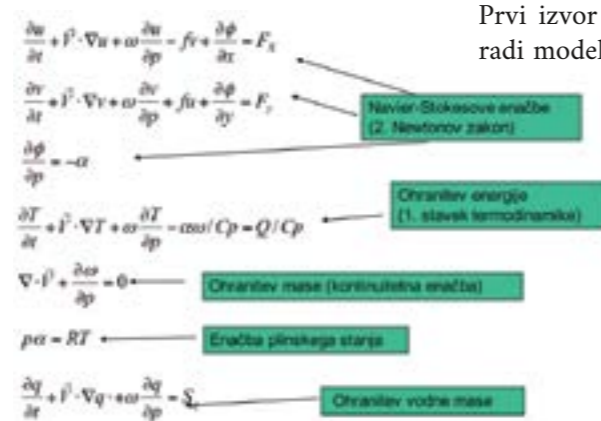 Prvi izvor
radi model
∂u/∂t + V⃗·∇u + ω ∂u/∂p − fv + ∂φ/∂x = Fx
∂v/∂t + V⃗·∇v + ω ∂v/∂p + fu + ∂φ/∂y = Fy
Navier-Stokesove enačbe
(2. Newtonov zakon)
∂φ/∂p = −α
Ohranitev energije
(1. stavek termodinamike)
∂T/∂t + V⃗·∇T + ω ∂T/∂p − αω/Cp = Q/Cp
∇·V⃗ + ∂ω/∂p = 0
Ohranitev mase (kontinuitetna enačba)
pα = RT
Enačba plinskega stanja
∂q/∂t + V⃗·∇q + ω ∂q/∂p =
Ohranitev vodne mase